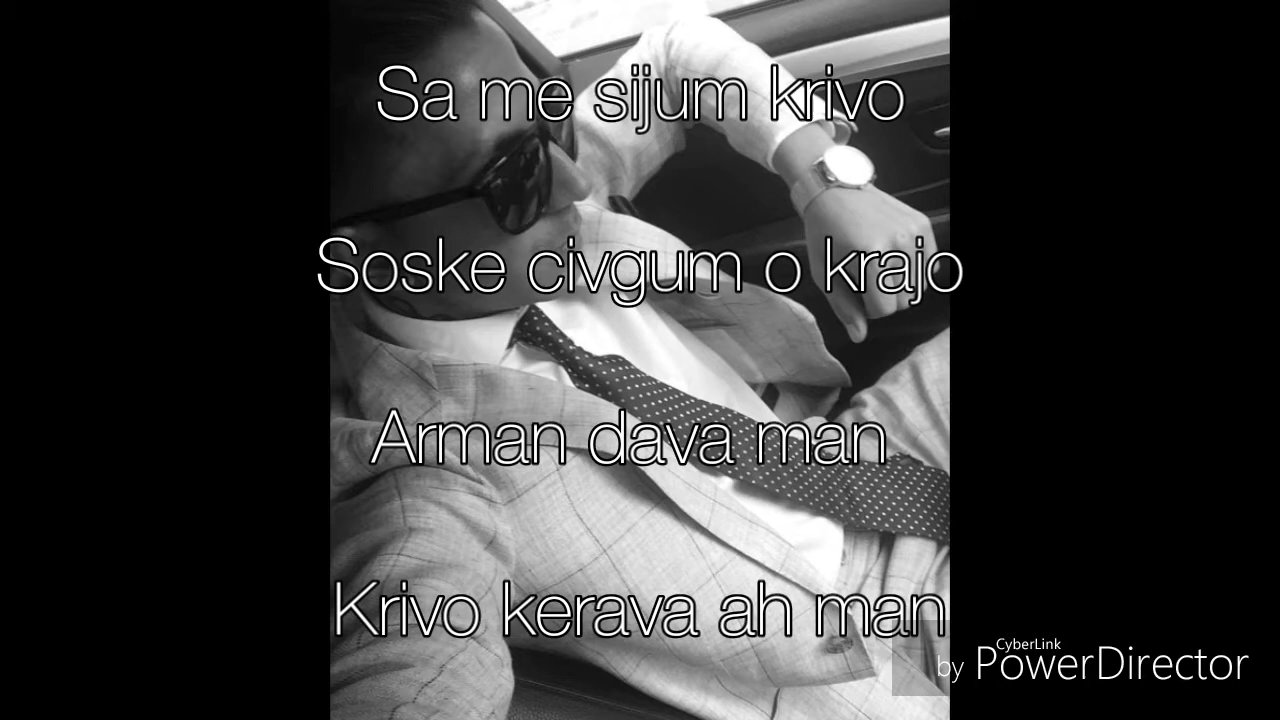 Sa me sijum krivo
Soske civgum o krajo
Arman dava man
Krivo kerava ah man
CyberLink
by PowerDirector